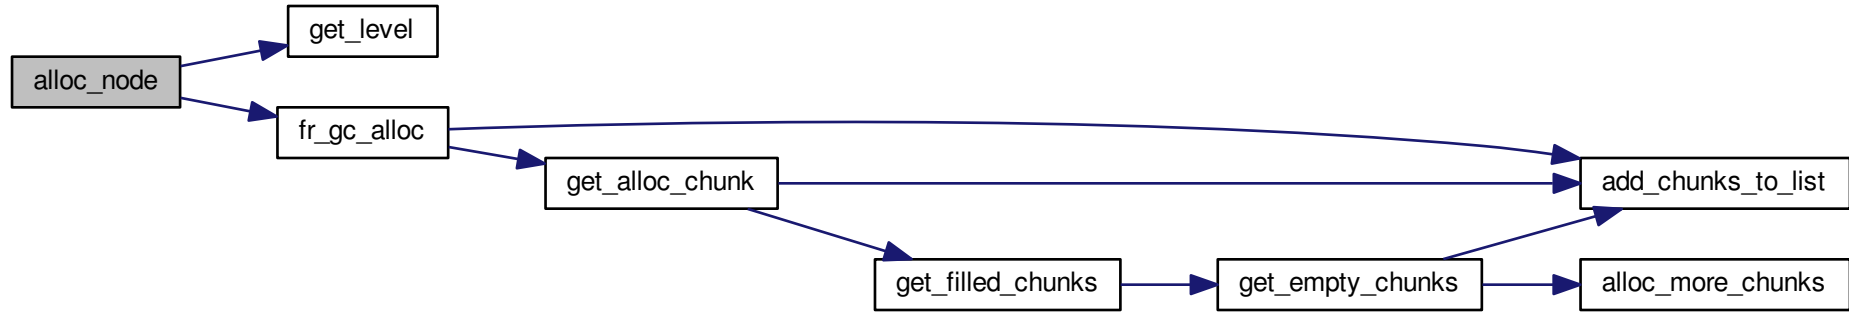 get_level
alloc_node
fr_gc_alloc
get_alloc_chunk
add_chunks_to_list
get_filled_chunks
get_empty_chunks
alloc_more_chunks